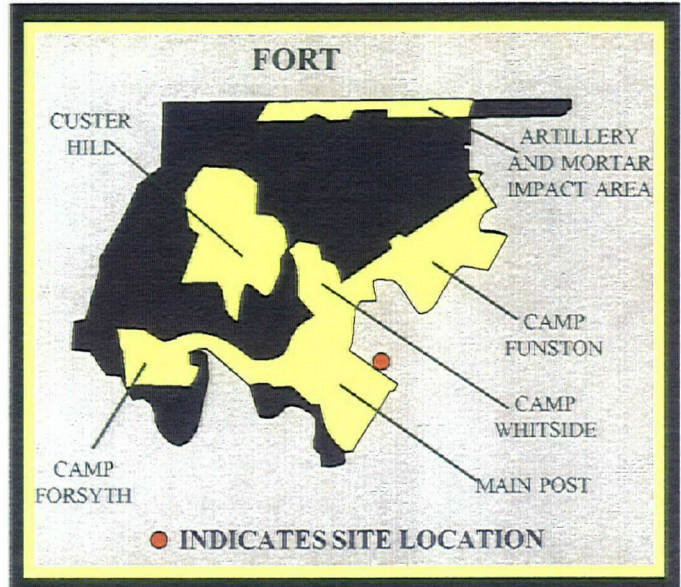 FORT
CUSTER
HILL
ARTILLERY
AND MORTAR
IMPACT AREA
CAMP
FUNSTON
CAMP
WHITSIDE
MAIN POST
CAMP
FORSYTH
INDICATES SITE LOCATION